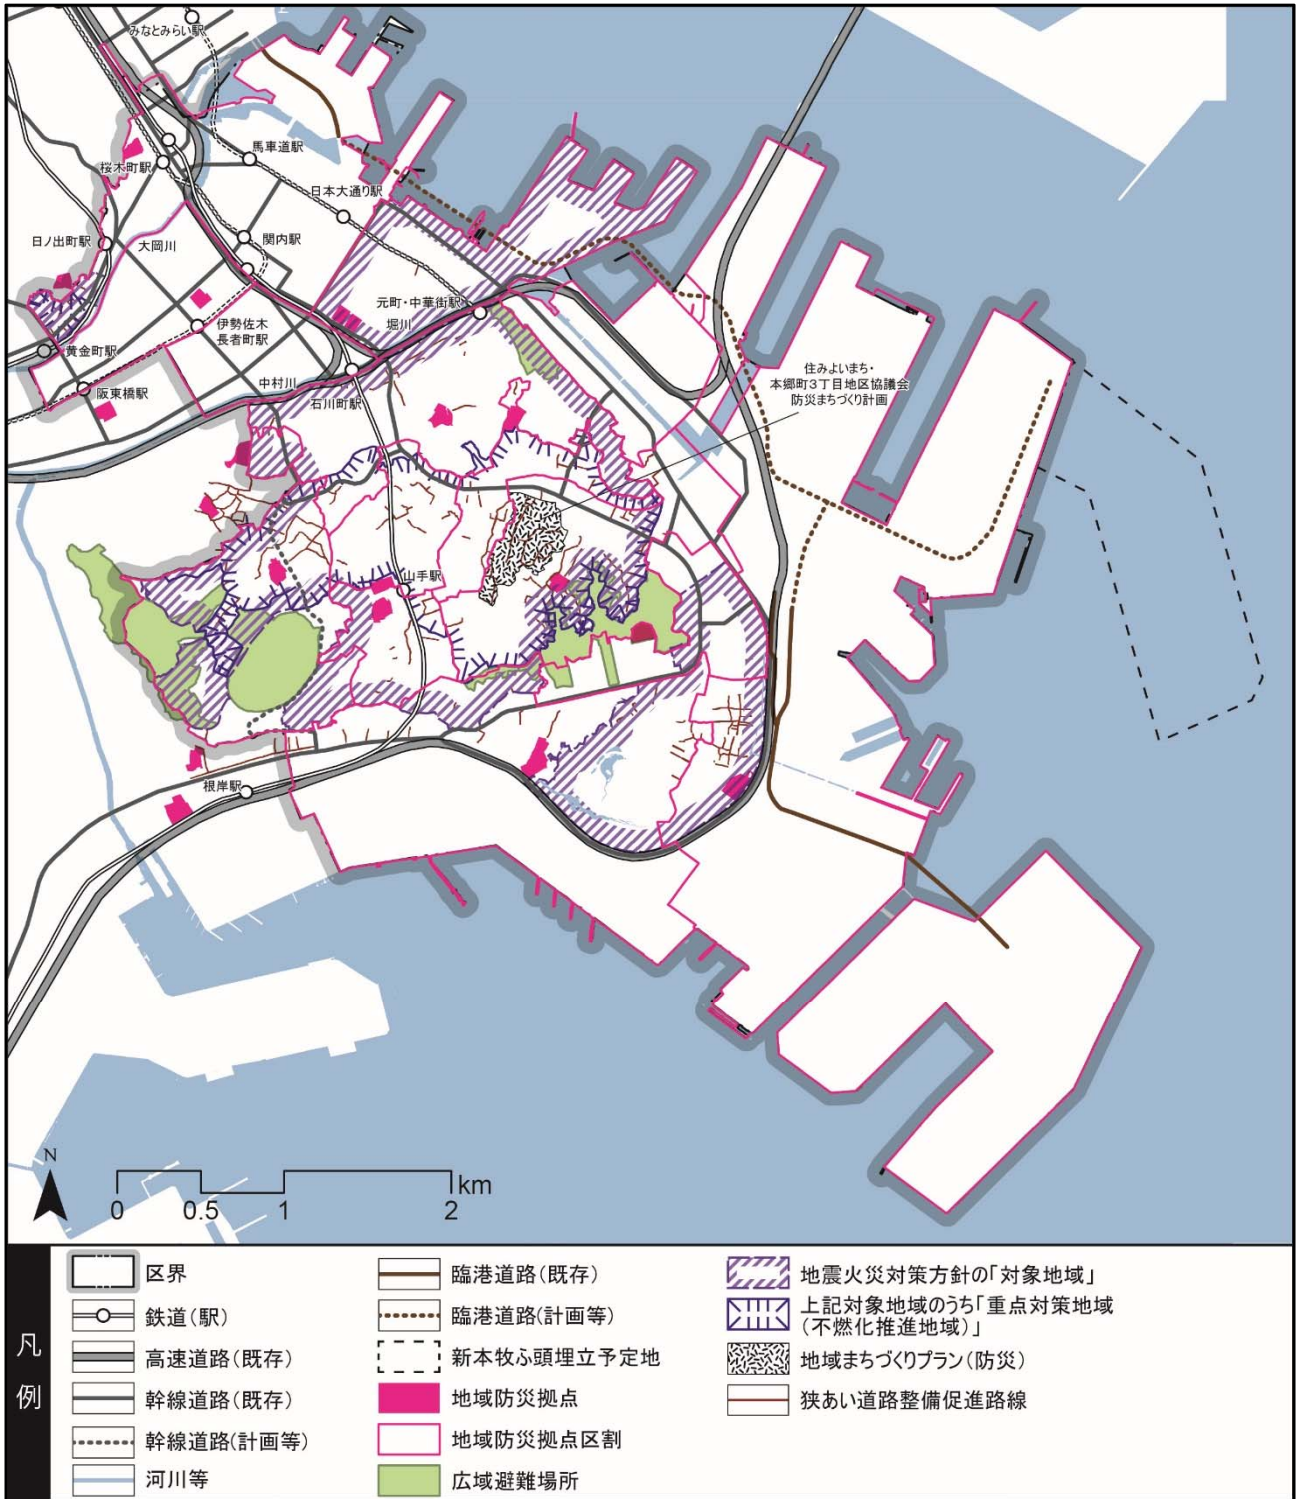 みなとみらい駅
馬車道駅
桜木町駅
日本大通り駅
日ノ出町駅
大岡川
関内駅
元町・中華街駅
堀川
伊勢佐木
長者町駅
黄金町駅
中村川
阪東橋駅
石川町駅
住みよいまち・
本郷町3丁目地区協議会
防災まちづくり計画
山手駅
根岸駅
N
km
0 0.5 1 2
凡例
区界
鉄道(駅)
高速道路(既存)
幹線道路(既存)
幹線道路(計画等)
河川等
臨港道路(既存)
臨港道路(計画等)
新本牧ふ頭埋立予定地
地域防災拠点
地域防災拠点区割
広域避難場所
地震火災対策方針の「対象地域」
上記対象地域のうち「重点対策地域
(不燃化推進地域)」
地域まちづくりプラン(防災)
狭あい道路整備促進路線